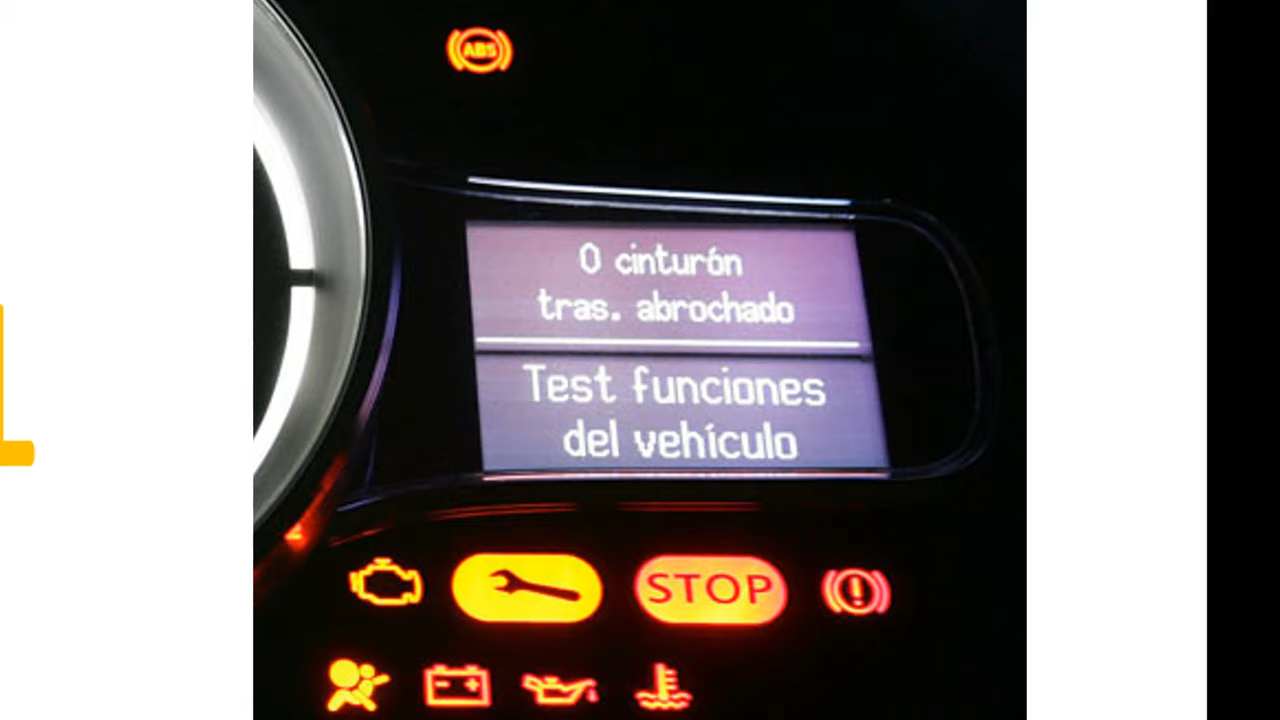 ABS
0 cinturón
tras. abrochado
Test funciones
del vehículo
STOP